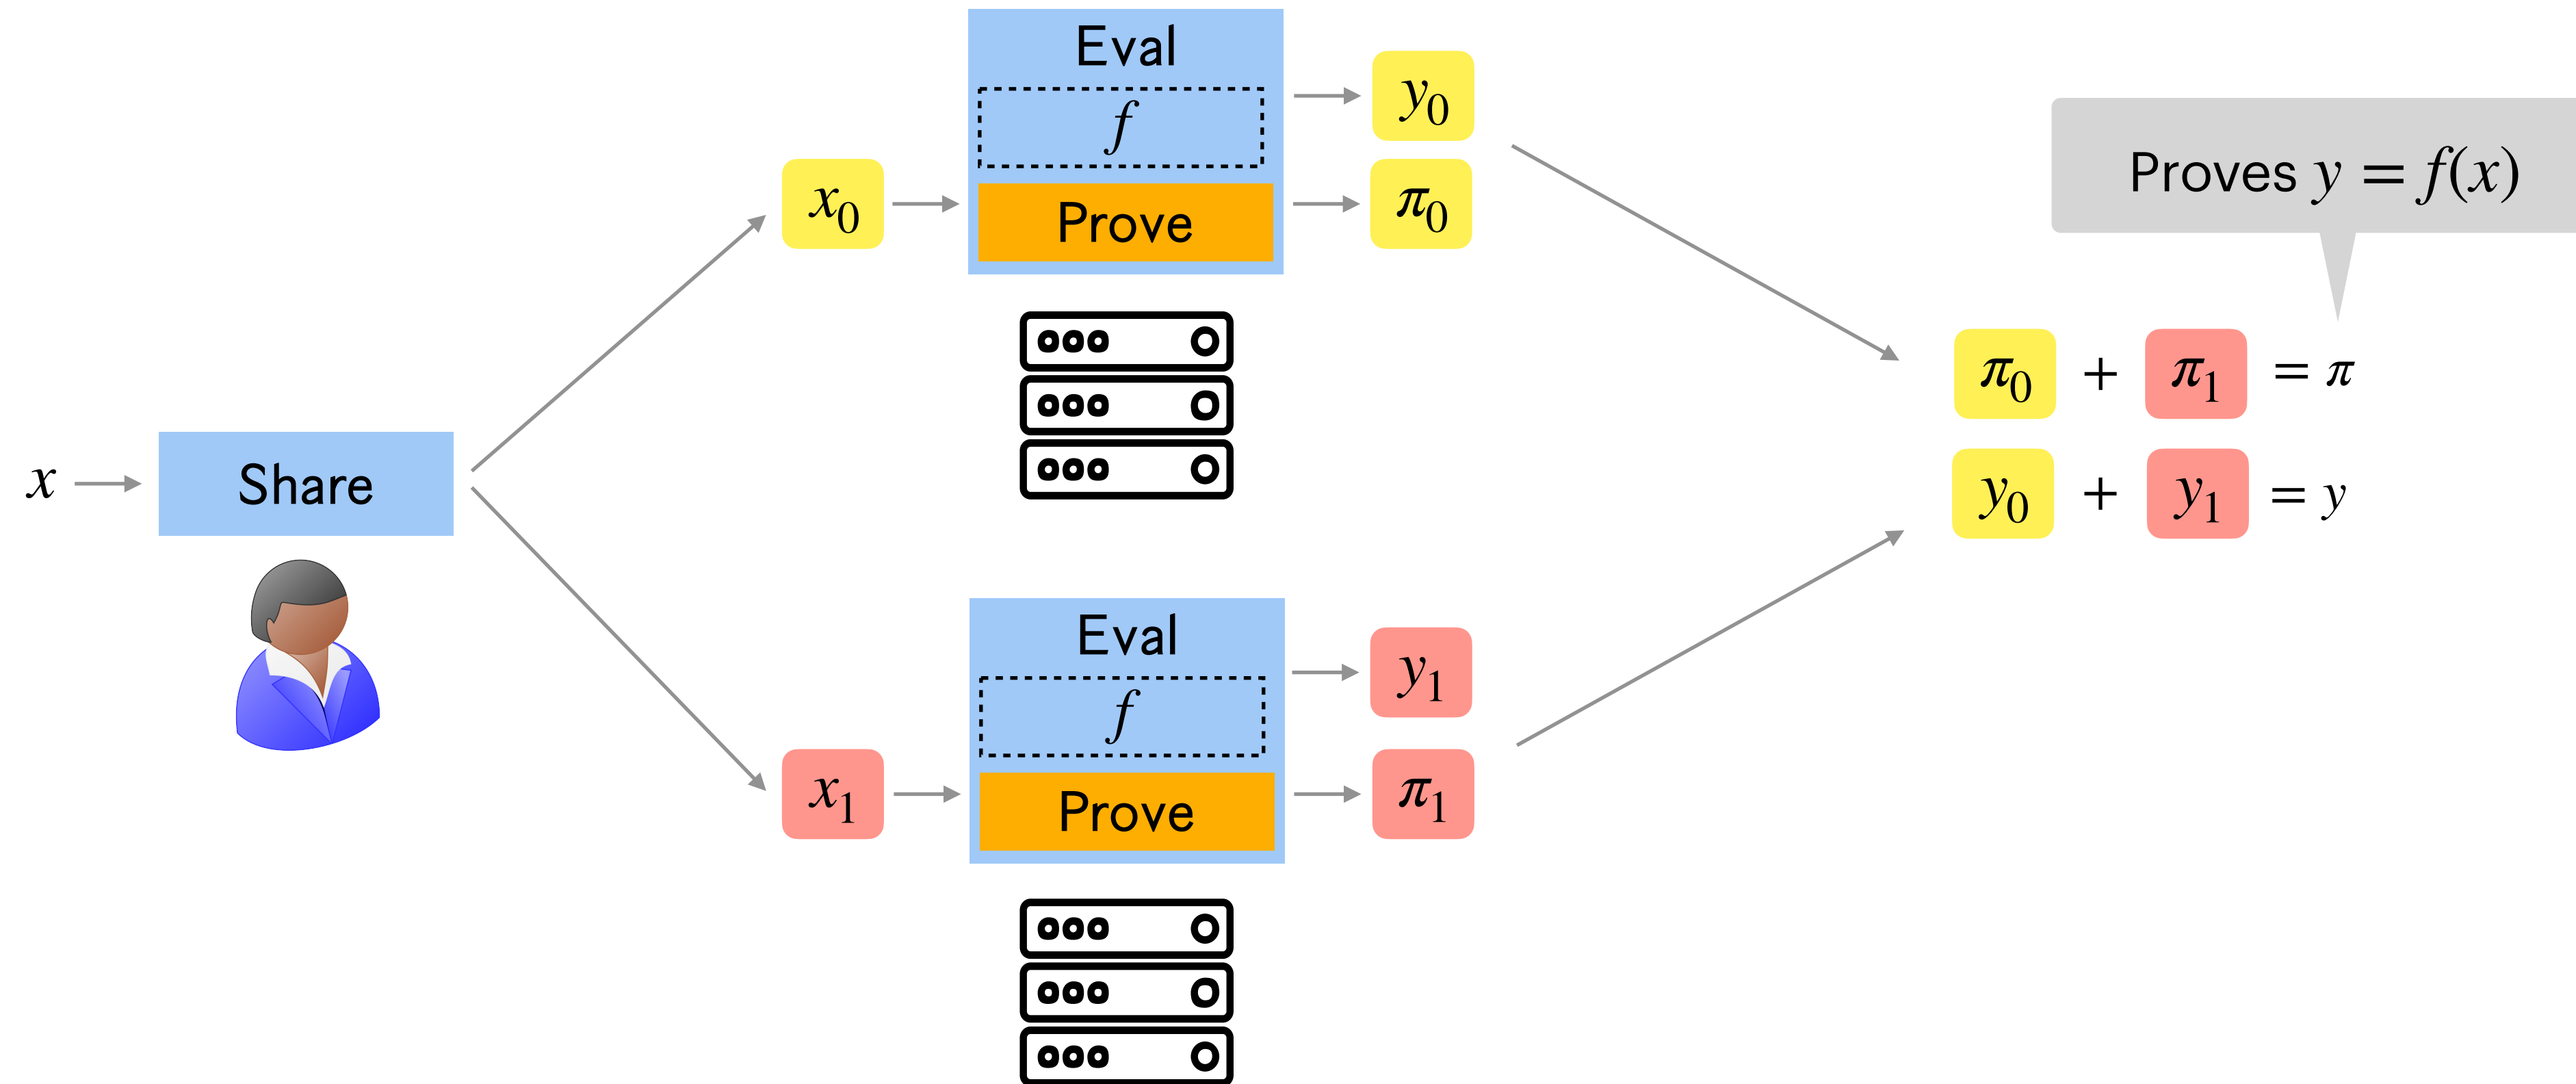 x
Share
x₀
Eval
f
Prove
y₀
π₀
x₁
Eval
f
Prove
y₁
π₁
Proves y = f(x)
π₀ + π₁ = π
y₀ + y₁ = y